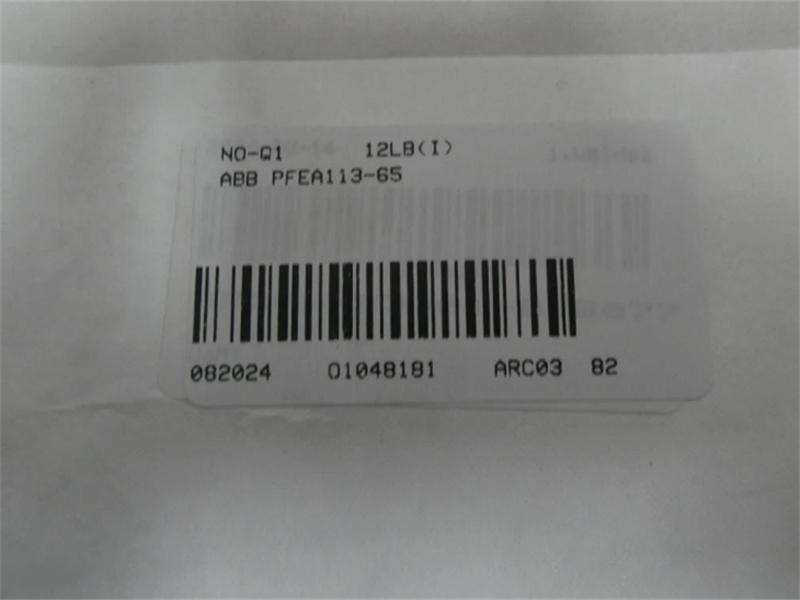 NO-Q1 12LB(I)
ABB PFEA113-65
082024 01048181 ARC03 82